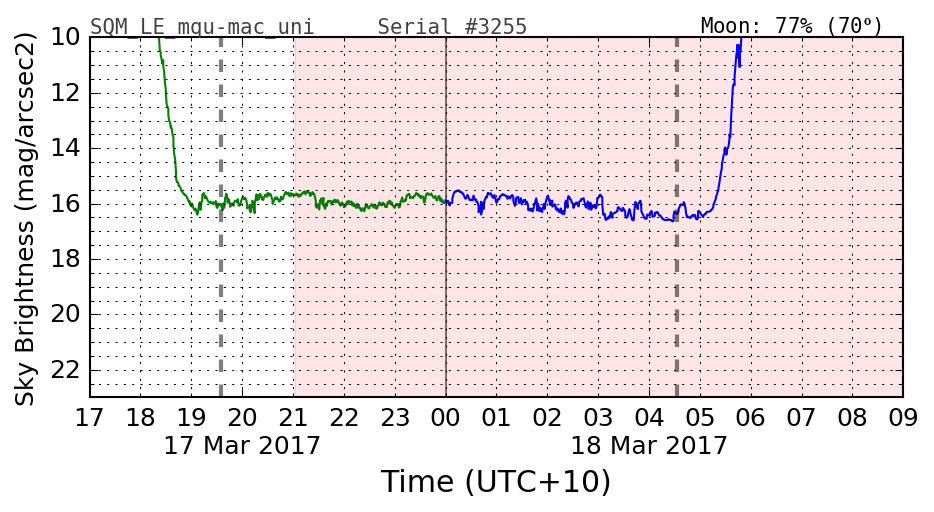 SQM_LE_mqu-mac_uni Serial #3255 Moon: 77% (70º)
Sky Brightness (mag/arcsec2)
10
12
14
16
18
20
22
17 18 19 20 21 22 23 00 01 02 03 04 05 06 07 08 09
17 Mar 2017 18 Mar 2017
Time (UTC+10)